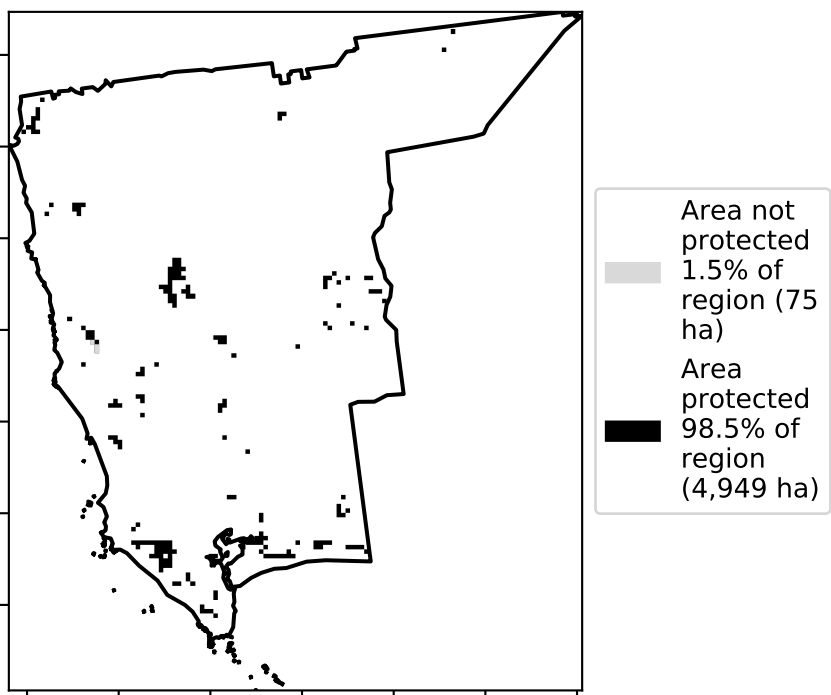 Area not
protected
1.5% of
region (75
ha)
Area
protected
98.5% of
region
(4,949 ha)